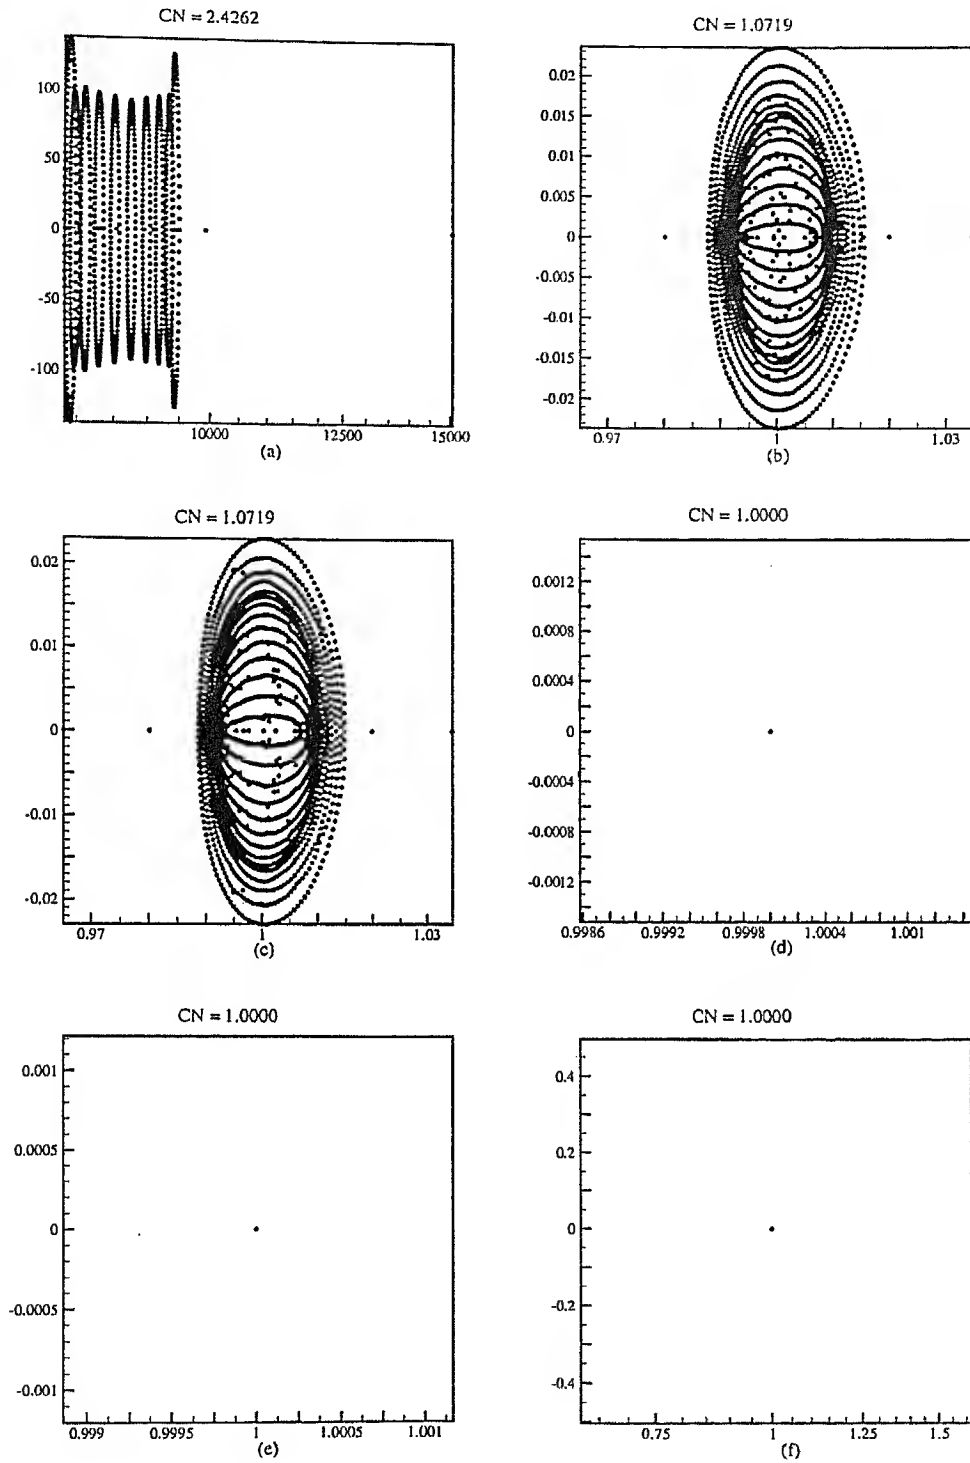 CN = 2.4262
100
50
0
-50
-100
10000 12500 15000
(a)
CN = 1.0719
0.02
0.015
0.01
0.005
0
-0.005
-0.01
-0.015
-0.02
0.97 1 1.03
(b)
CN = 1.0719
0.02
0.01
0
-0.01
-0.02
0.97 1 1.03
(c)
CN = 1.0000
0.0012
0.0008
0.0004
0
-0.0004
-0.0008
-0.0012
0.9986 0.9992 0.9998 1.0004 1.001
(d)
CN = 1.0000
0.001
0.0005
0
-0.0005
-0.001
0.999 0.9995 1 1.0005 1.001
(e)
CN = 1.0000
0.4
0.2
0
-0.2
-0.4
0.75 1 1.25 1.5
(f)